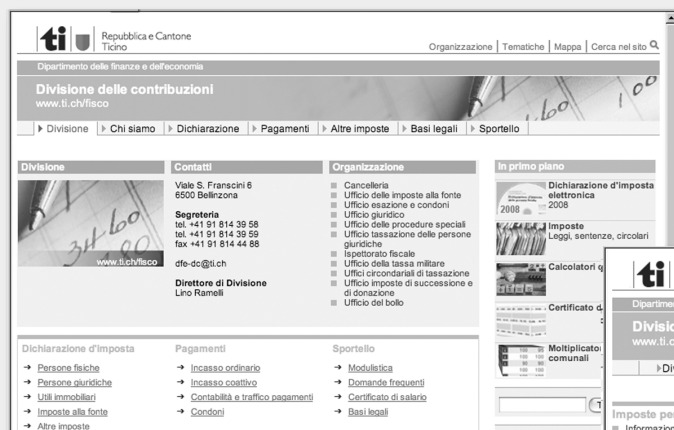 ti
Repubblica e Cantone
Ticino
Organizzazione | Tematiche | Mappa | Cerca nel sito
Dipartimento delle finanze e dell'economia
Divisione delle contribuzioni
www.ti.ch/fisco
Divisione
Chi siamo
Dichiarazione
Pagamenti
Altre imposte
Basi legali
Sportello
Divisione
www.ti.ch/fisco
Contatti
Viale S. Franscini 6
6500 Bellinzona
Segreteria
tel. +41 91 814 39 58
tel. +41 91 814 39 59
fax +41 91 814 44 88
dfe-dc@ti.ch
Direttore di Divisione
Lino Ramelli
Organizzazione
Cancelleria
Ufficio delle imposte alla fonte
Ufficio esazione e condoni
Ufficio giuridico
Ufficio delle procedure speciali
Ufficio tassazione delle persone
giuridiche
Ispettorato fiscale
Ufficio della tassa militare
Uffici circondariali di tassazione
Ufficio imposte di successione e
di donazione
Ufficio del bollo
In primo piano
2008
Dichiarazione d'imposta
elettronica
2008
Imposte
Leggi, sentenze, circolari
Calcolatori
Certificato d
Moltiplicator
comunali
Dichiarazione d'imposta
Persone fisiche
Persone giuridiche
Utili immobiliari
Imposte alla fonte
Altre imposte
Pagamenti
Incasso ordinario
Incasso coattivo
Contabilità e traffico pagamenti
Condoni
Sportello
Modulistica
Domande frequenti
Certificato di salario
Basi legali
ti
Dipartime
Divisio
www.ti.c
Di
Imposte pe
Informazion